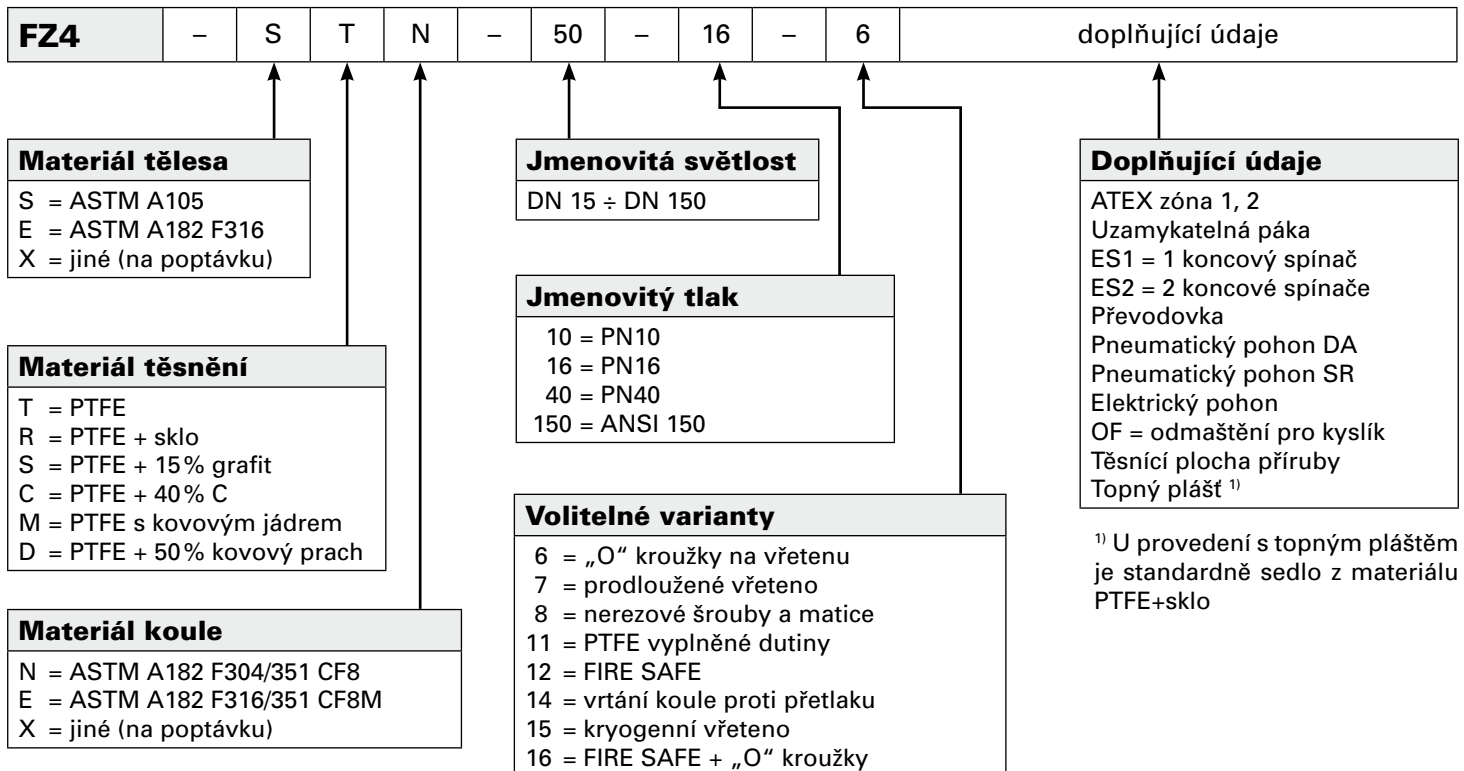 FZ4 – S T N – 50 – 16 – 6 doplňující údaje
Materiál tělesa
S = ASTM A105
E = ASTM A182 F316
X = jiné (na poptávku)
Materiál těsnění
T = PTFE
R = PTFE + sklo
S = PTFE + 15% grafit
C = PTFE + 40% C
M = PTFE s kovovým jádrem
D = PTFE + 50% kovový prach
Materiál koule
N = ASTM A182 F304/351 CF8
E = ASTM A182 F316/351 CF8M
X = jiné (na poptávku)
Jmenovitá světlost
DN 15 ÷ DN 150
Jmenovitý tlak
10 = PN10
16 = PN16
40 = PN40
150 = ANSI 150
Volitelné varianty
6 = „O" kroužky na vřetenu
7 = prodloužené vřeteno
8 = nerezové šrouby a matice
11 = PTFE vyplněné dutiny
12 = FIRE SAFE
14 = vrtání koule proti přetlaku
15 = kryogenní vřeteno
16 = FIRE SAFE + „O" kroužky
Doplňující údaje
ATEX zóna 1, 2
Uzamykatelná páka
ES1 = 1 koncový spínač
ES2 = 2 koncové spínače
Převodovka
Pneumatický pohon DA
Pneumatický pohon SR
Elektrický pohon
OF = odmaštění pro kyslík
Těsnící plocha příruby
Topný plášť 1)
1) U provedení s topným pláštěm
je standardně sedlo z materiálu
PTFE+sklo